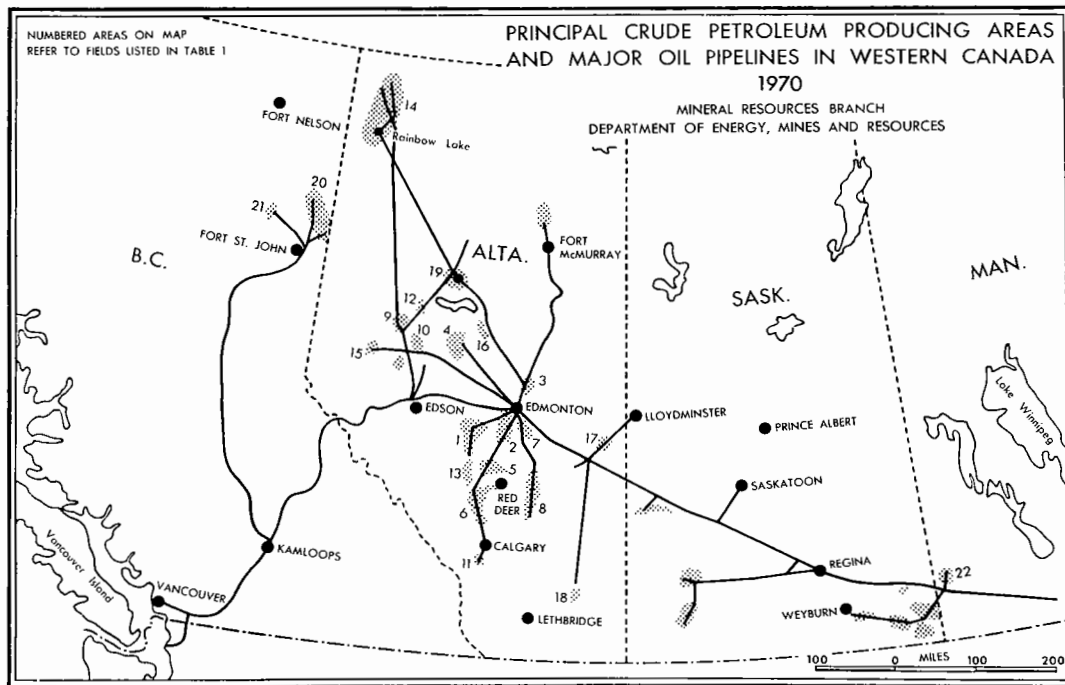 NUMBERED AREAS ON MAP
REFER TO FIELDS LISTED IN TABLE 1
PRINCIPAL CRUDE PETROLEUM PRODUCING AREAS
AND MAJOR OIL PIPELINES IN WESTERN CANADA
1970
MINERAL RESOURCES BRANCH
DEPARTMENT OF ENERGY, MINES AND RESOURCES
FORT NELSON
14
Rainbow Lake
20
21
FORT ST. JOHN
B.C.
ALTA.
FORT
McMURRAY
SASK.
MAN.
19
12
9
10
4
16
15
3
EDSON
EDMONTON
LLOYDMINSTER
PRINCE ALBERT
Lake Winnipeg
1
2
7
17
13
5
RED
DEER
SASKATOON
6
8
KAMLOOPS
CALGARY
11
Vancouver Island
VANCOUVER
18
LETHBRIDGE
REGINA
22
WEYBURN
100 0 MILES 100 200